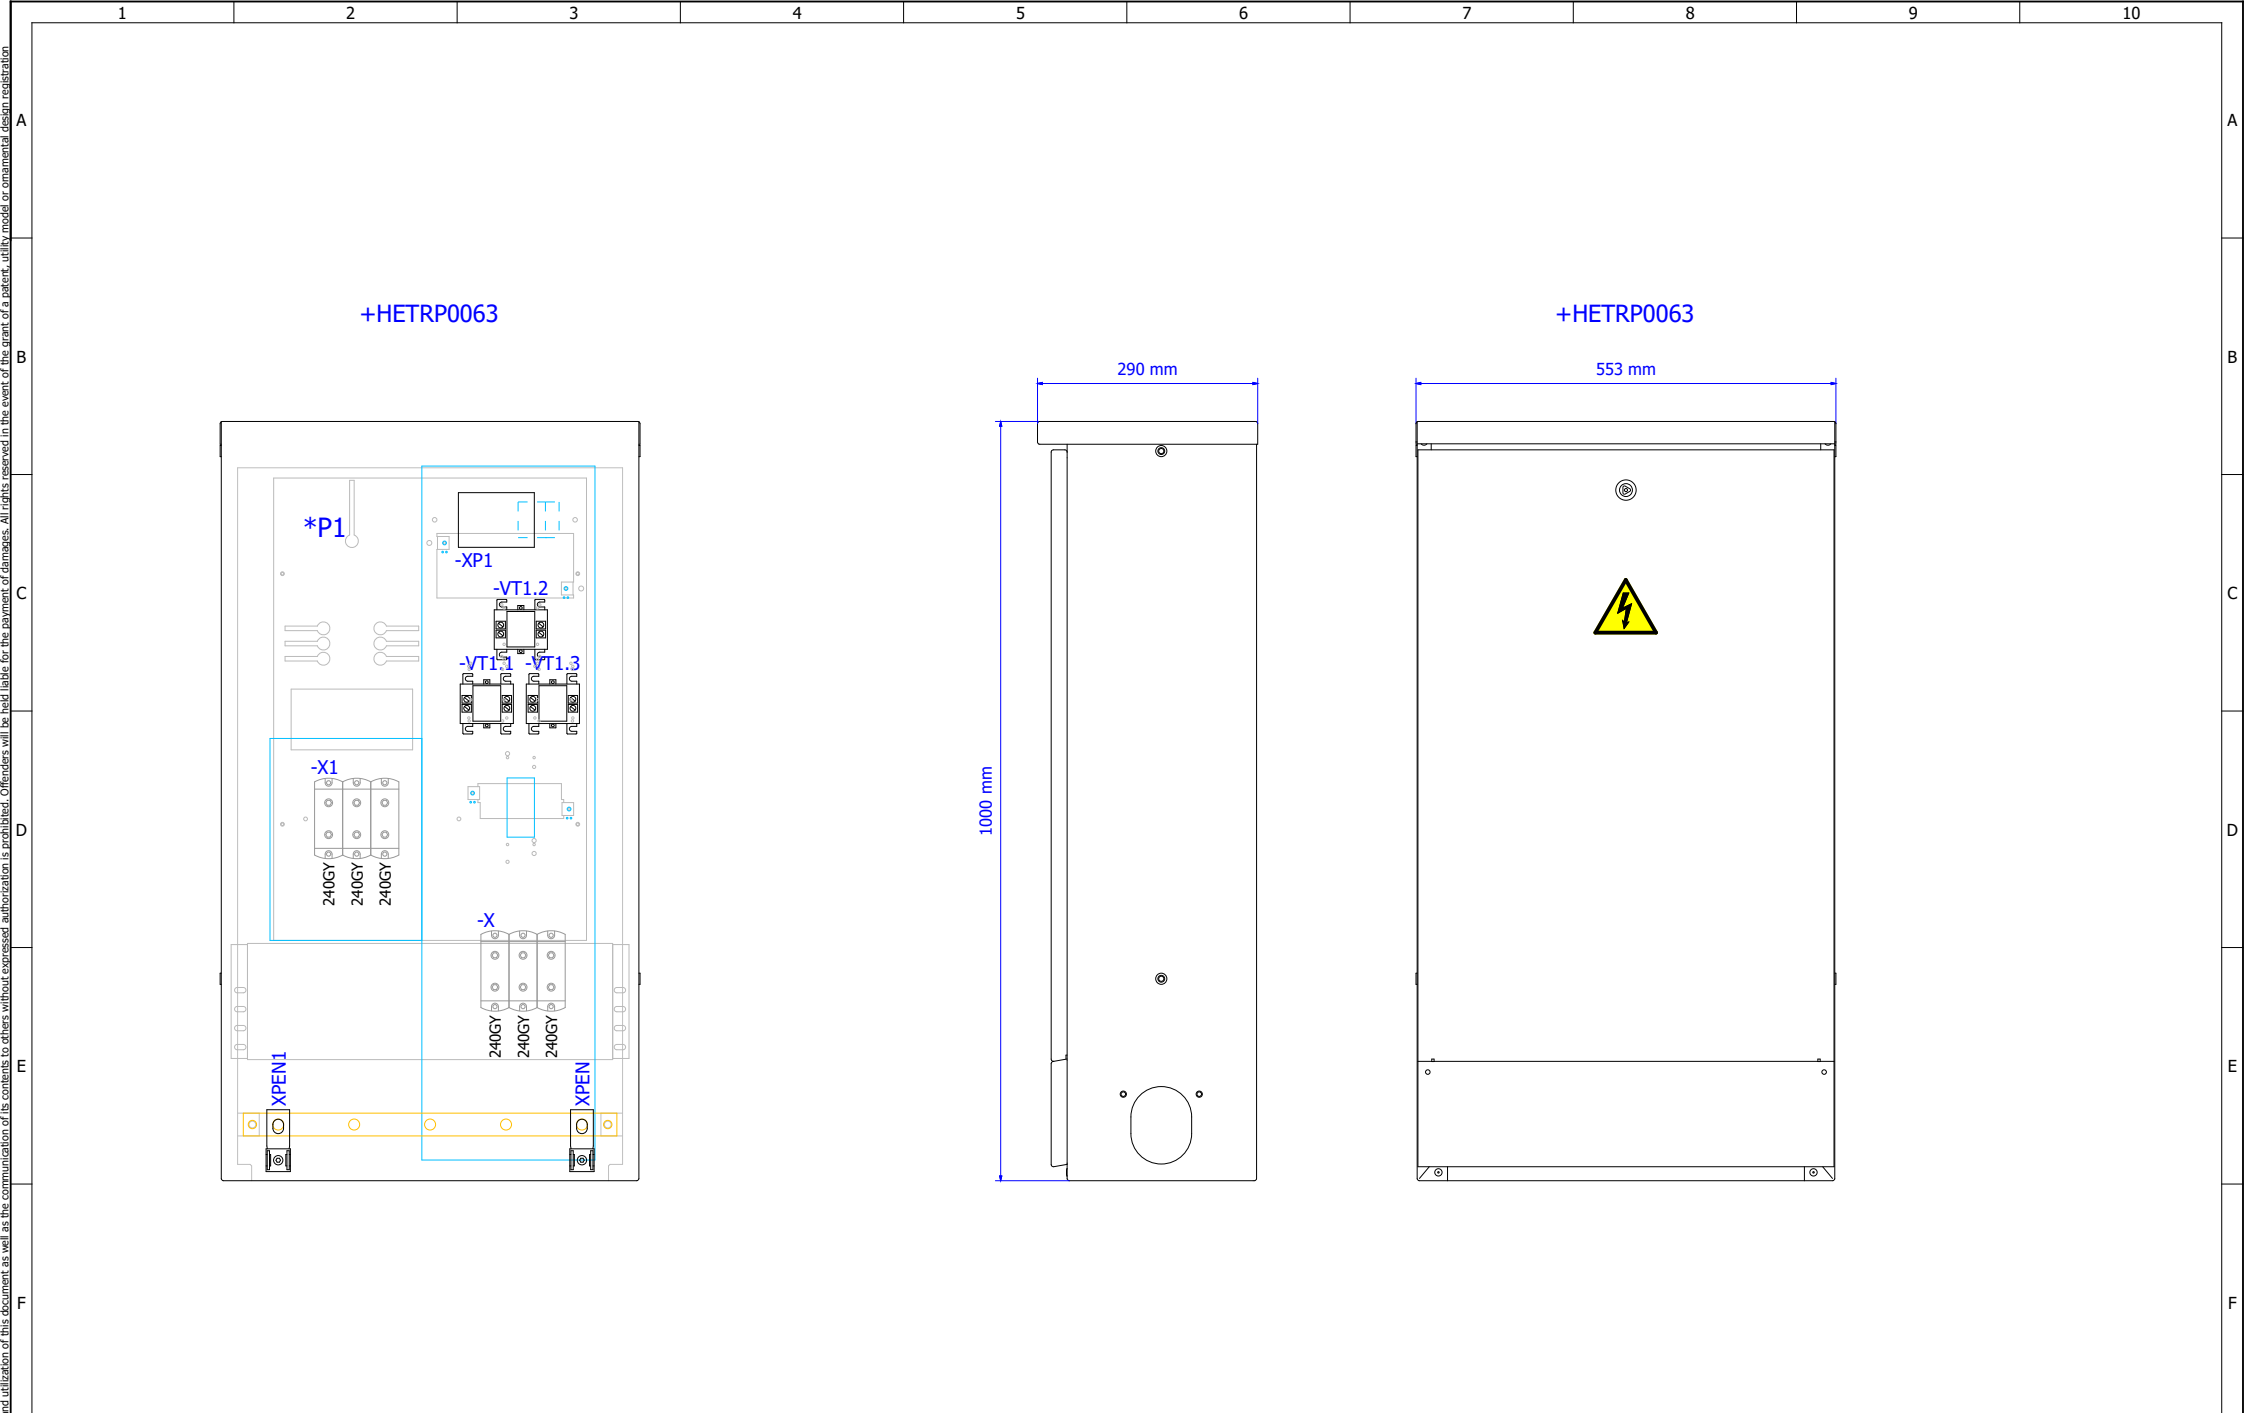 1 2 3 4 5 6 7 8 9 10
A A
B B
C C
D D
E E
F F
+HETRP0063
+HETRP0063
290 mm
553 mm
1000 mm
*P1
-XP1
-VT1.2
-VT1.1 -VT1.3
-X1
240GY 240GY 240GY
-X
240GY 240GY 240GY
XPEN1
XPEN
utilization of this document as well as the communication of its contents to others without expressed authorization is prohibited. Offenders will be held liable for the payment of damages. All rights reserved in the event of the grant of a patent, utility model or ornamental design registration